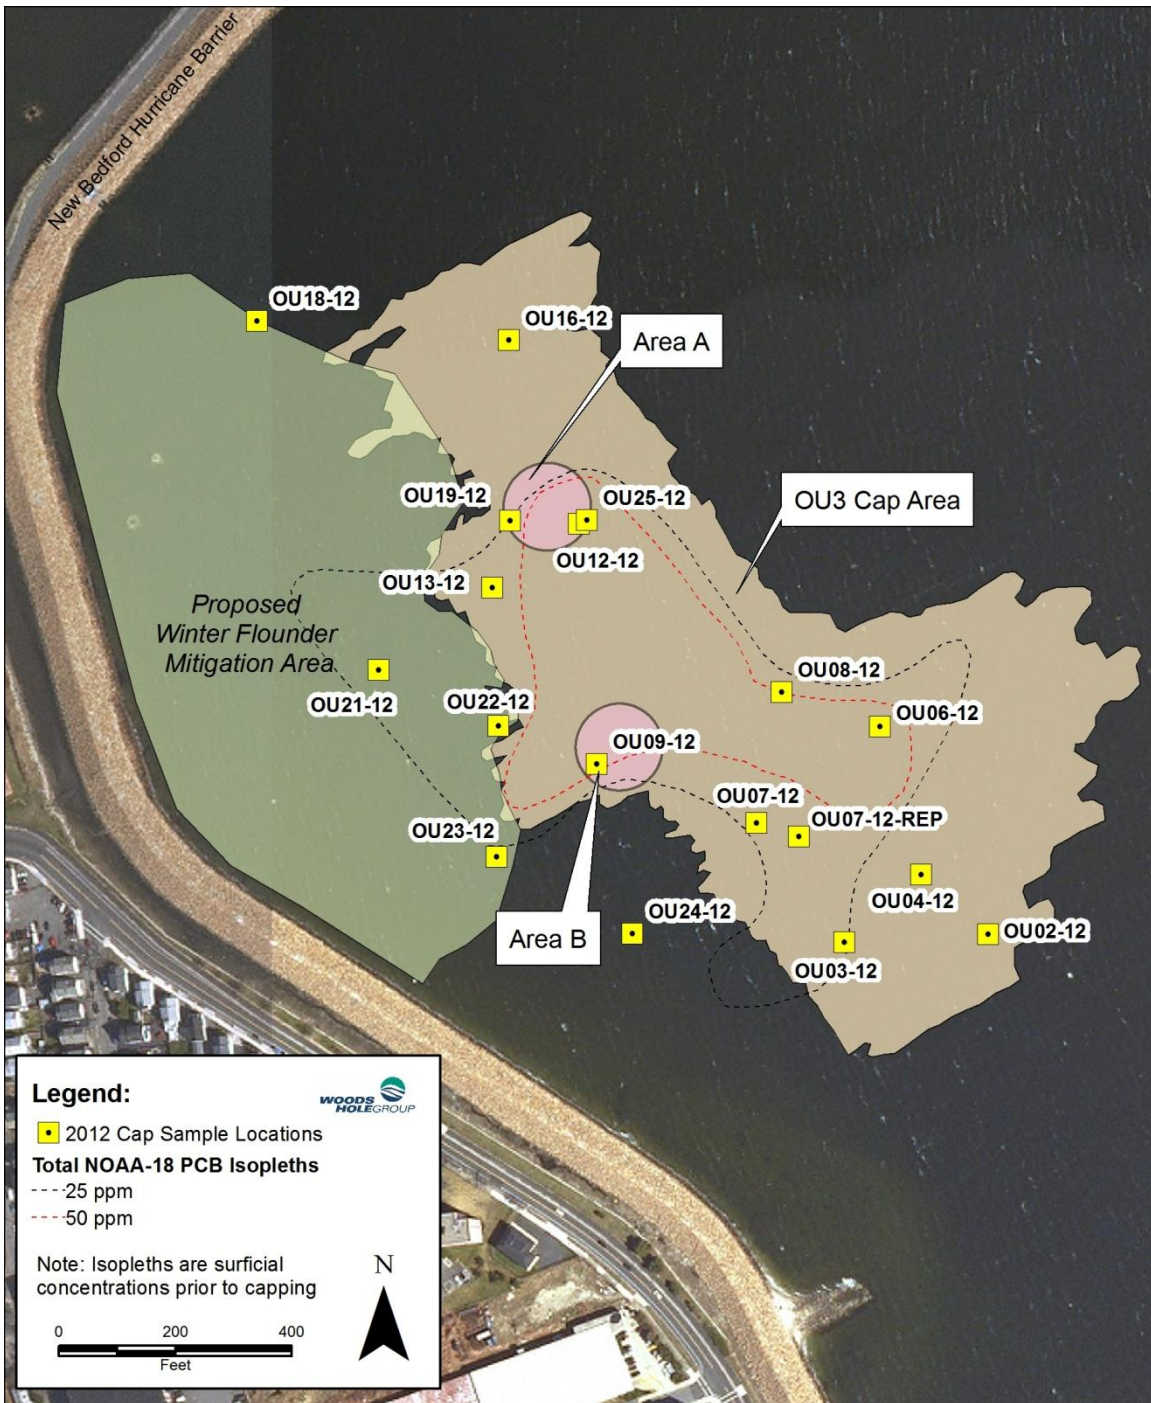 New Bedford Hurricane Barrier
OU18-12
OU16-12
Area A
OU19-12
OU25-12
OU3 Cap Area
OU12-12
OU13-12
Proposed
Winter Flounder
Mitigation Area
OU21-12
OU22-12
OU08-12
OU06-12
OU09-12
OU07-12
OU07-12-REP
OU23-12
OU04-12
OU24-12
OU02-12
Area B
OU03-12
Legend:
WOODS
HOLEGROUP
2012 Cap Sample Locations
Total NOAA-18 PCB Isopleths
25 ppm
50 ppm
Note: Isopleths are surficial
concentrations prior to capping
N
0 200 400
Feet